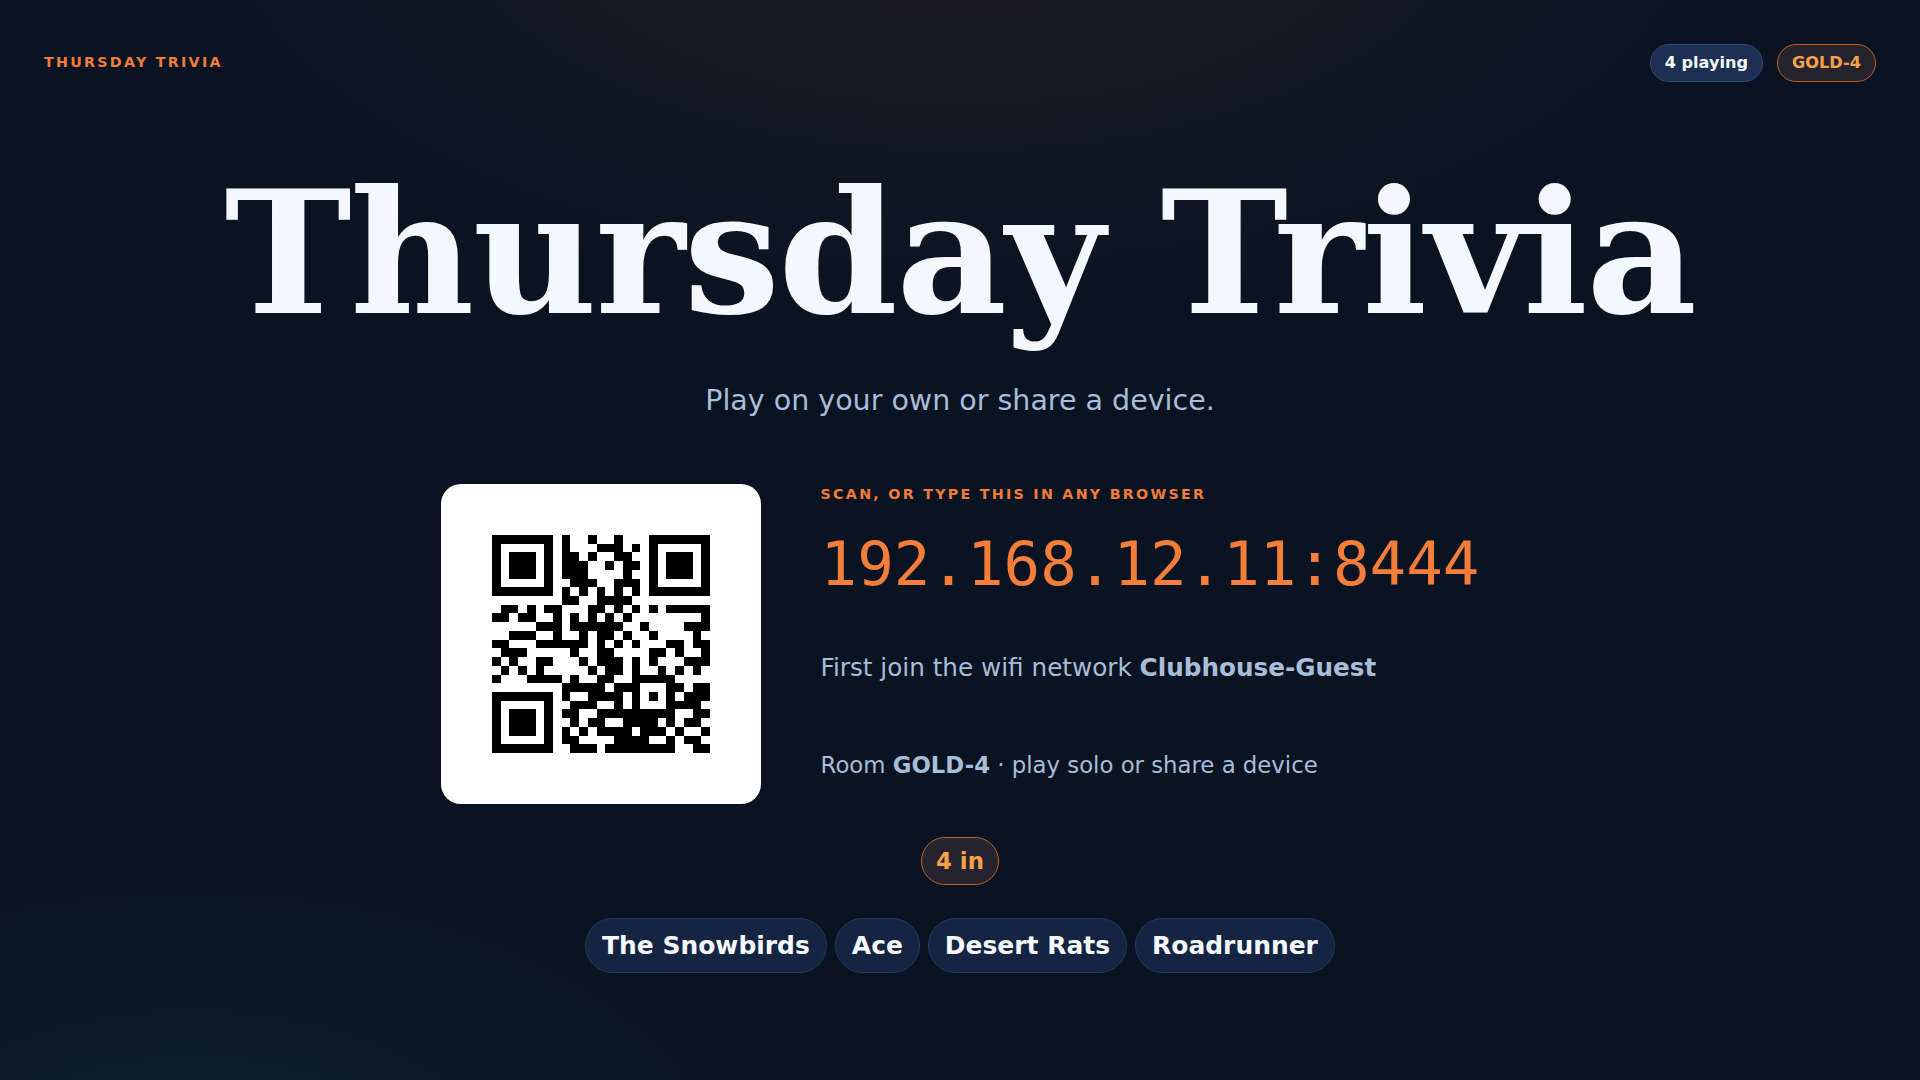 THURSDAY TRIVIA
4 playing
GOLD-4
Thursday Trivia
Play on your own or share a device.
SCAN, OR TYPE THIS IN ANY BROWSER
192.168.12.11:8444
First join the wifi network Clubhouse-Guest
Room GOLD-4 · play solo or share a device
4 in
The Snowbirds
Ace
Desert Rats
Roadrunner